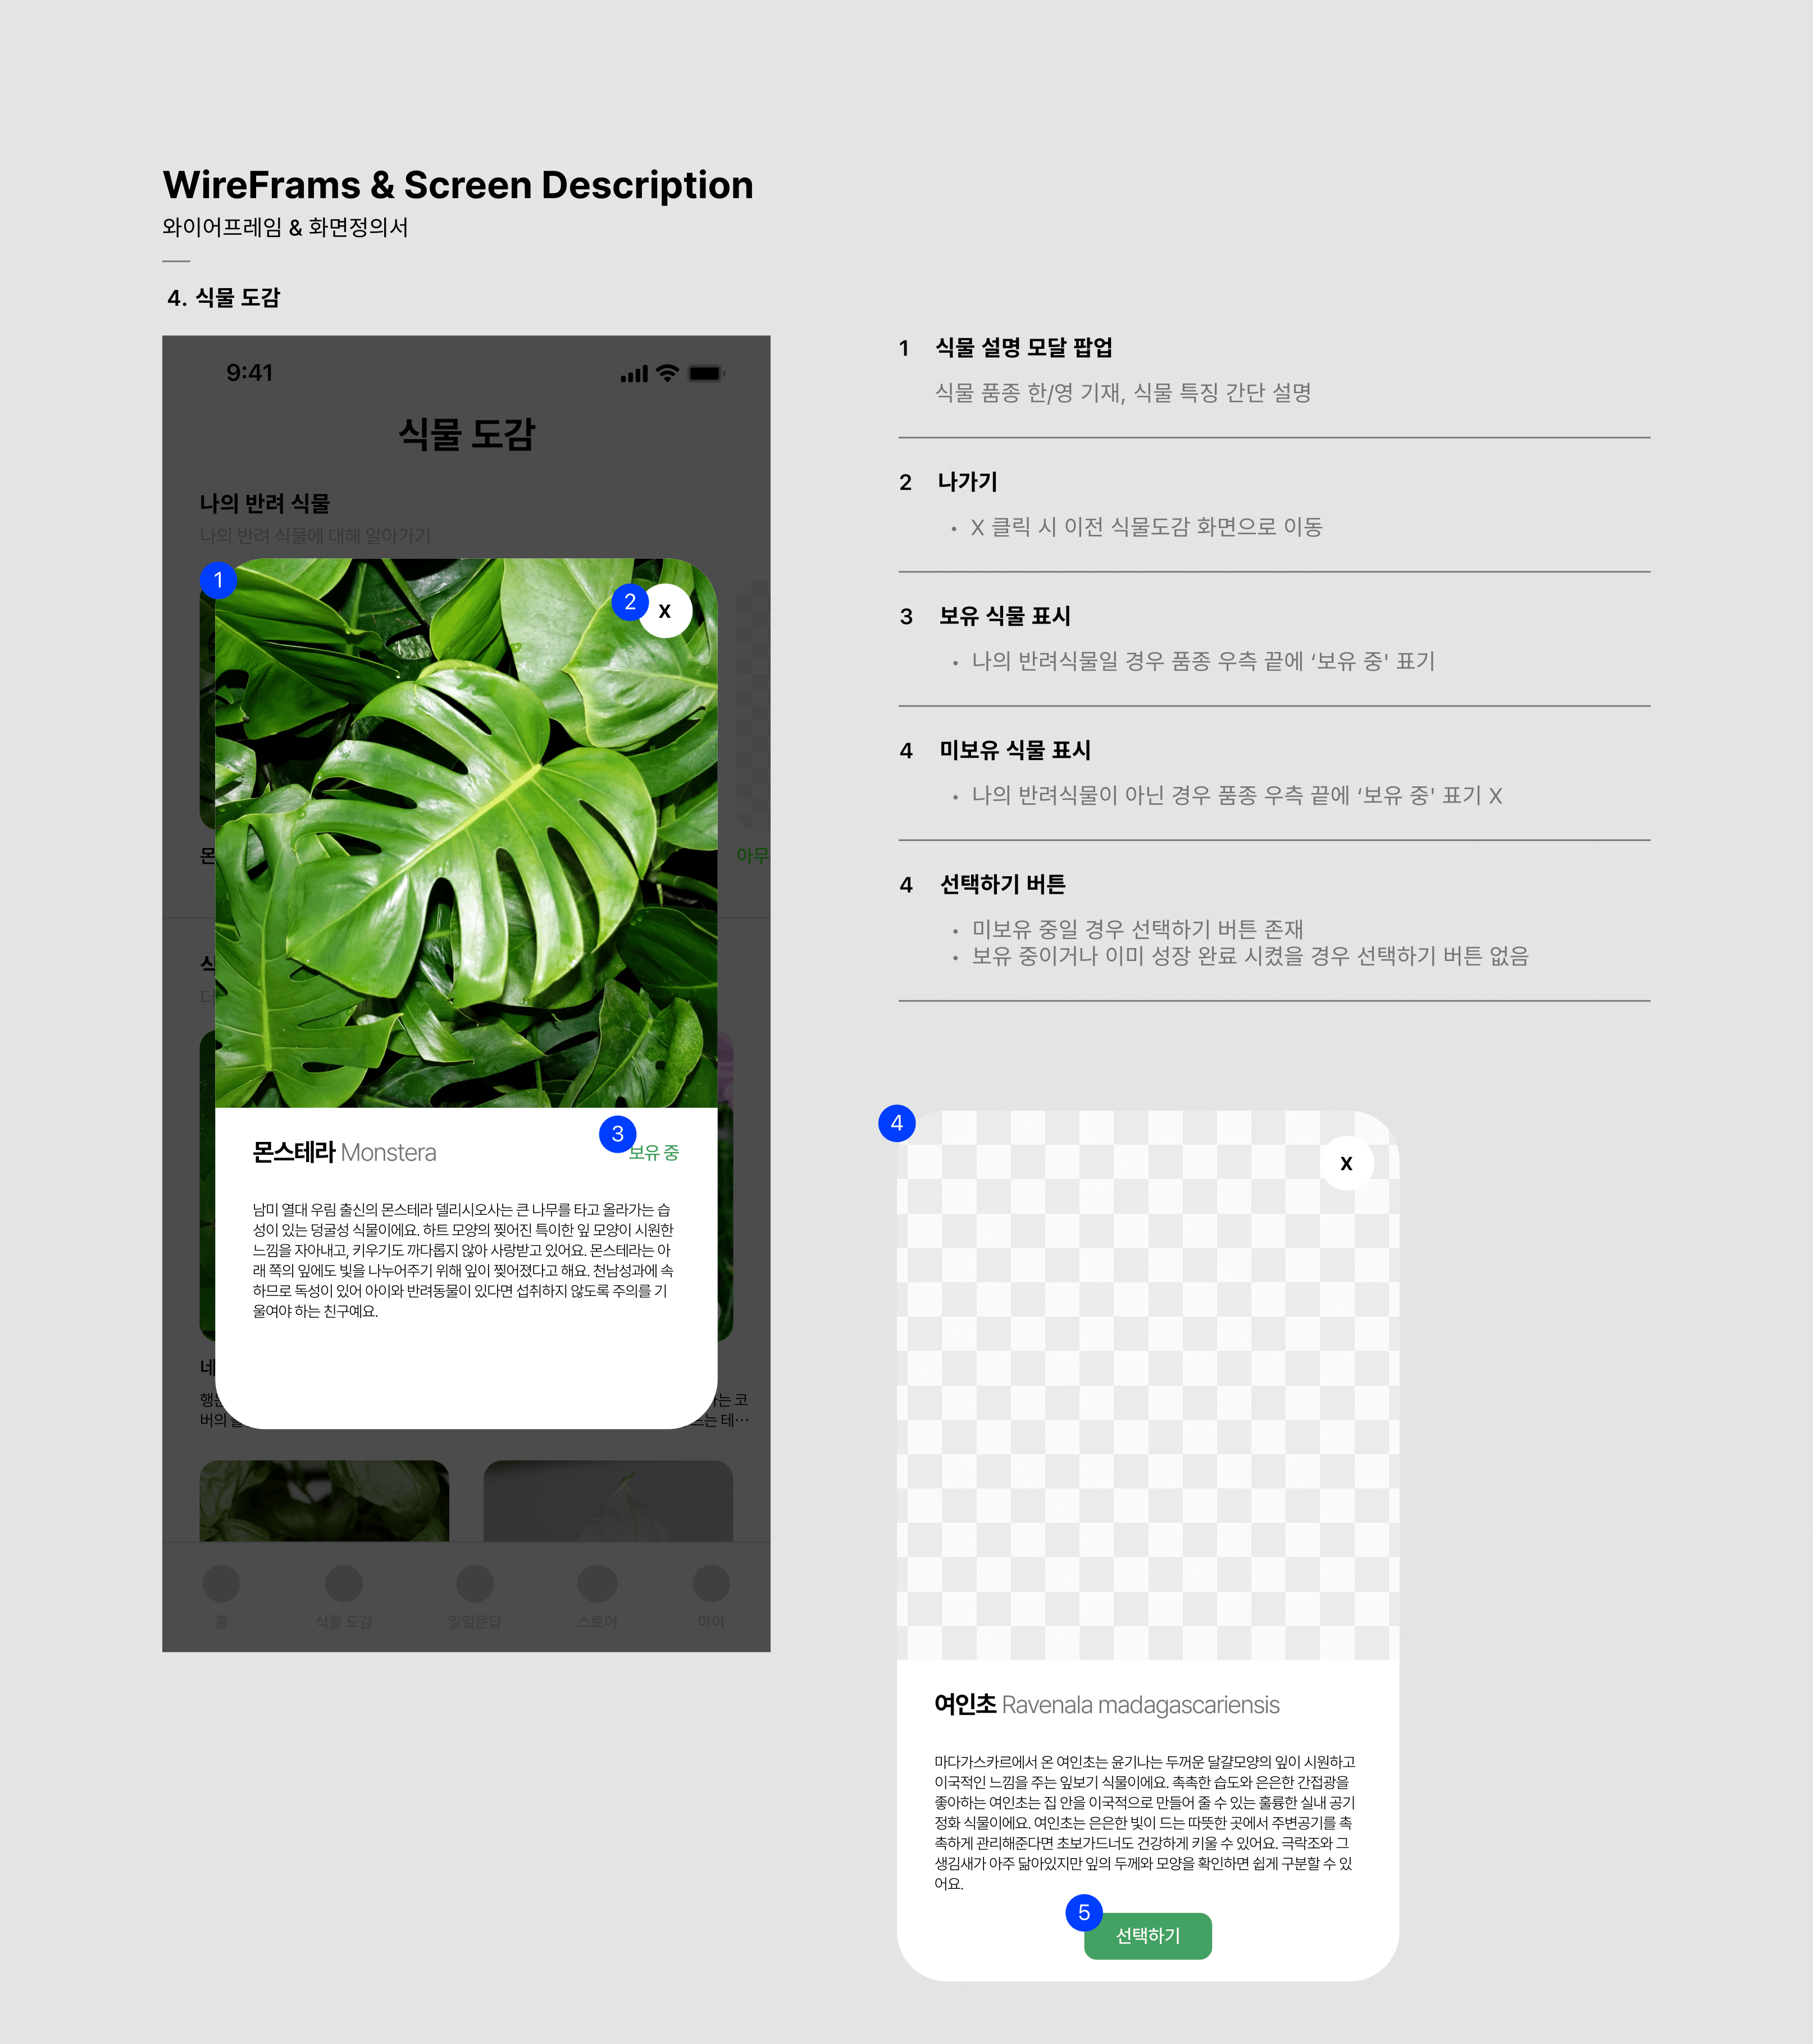 WireFrams & Screen Description
와이어프레임 & 화면정의서
4. 식물 도감
9:41
식물 도감
나의 반려 식물
나의 반려 식물에 대해 알아가기
1
2
X
몬
아무
식
더
3
몬스테라 Monstera
보유 중
남미 열대 우림 출신의 몬스테라 델리시오사는 큰 나무를 타고 올라가는 습
성이 있는 덩굴성 식물이에요. 하트 모양의 찢어진 특이한 잎 모양이 시원한
느낌을 자아내고, 키우기도 까다롭지 않아 사랑받고 있어요. 몬스테라는 아
래 쪽의 잎에도 빛을 나누어주기 위해 잎이 찢어졌다고 해요. 천남성과에 속
하므로 독성이 있어 아이와 반려동물이 있다면 섭취하지 않도록 주의를 기
울여야 하는 친구예요.
네
행 는 코
버의 는 테…
홈
식물 도감
일일문답
스토어
마이
1 식물 설명 모달 팝업
식물 품종 한/영 기재, 식물 특징 간단 설명
2 나가기
• X 클릭 시 이전 식물도감 화면으로 이동
3 보유 식물 표시
• 나의 반려식물일 경우 품종 우측 끝에 ‘보유 중' 표기
4 미보유 식물 표시
• 나의 반려식물이 아닌 경우 품종 우측 끝에 ‘보유 중' 표기 X
4 선택하기 버튼
• 미보유 중일 경우 선택하기 버튼 존재
• 보유 중이거나 이미 성장 완료 시켰을 경우 선택하기 버튼 없음
4
X
여인초 Ravenala madagascariensis
마다가스카르에서 온 여인초는 윤기나는 두꺼운 달걀모양의 잎이 시원하고
이국적인 느낌을 주는 잎보기 식물이에요. 촉촉한 습도와 은은한 간접광을
좋아하는 여인초는 집 안을 이국적으로 만들어 줄 수 있는 훌륭한 실내 공기
정화 식물이에요. 여인초는 은은한 빛이 드는 따뜻한 곳에서 주변공기를 촉
촉하게 관리해준다면 초보가드너도 건강하게 키울 수 있어요. 극락조와 그
생김새가 아주 닮아있지만 잎의 두께와 모양을 확인하면 쉽게 구분할 수 있
어요.
5
선택하기